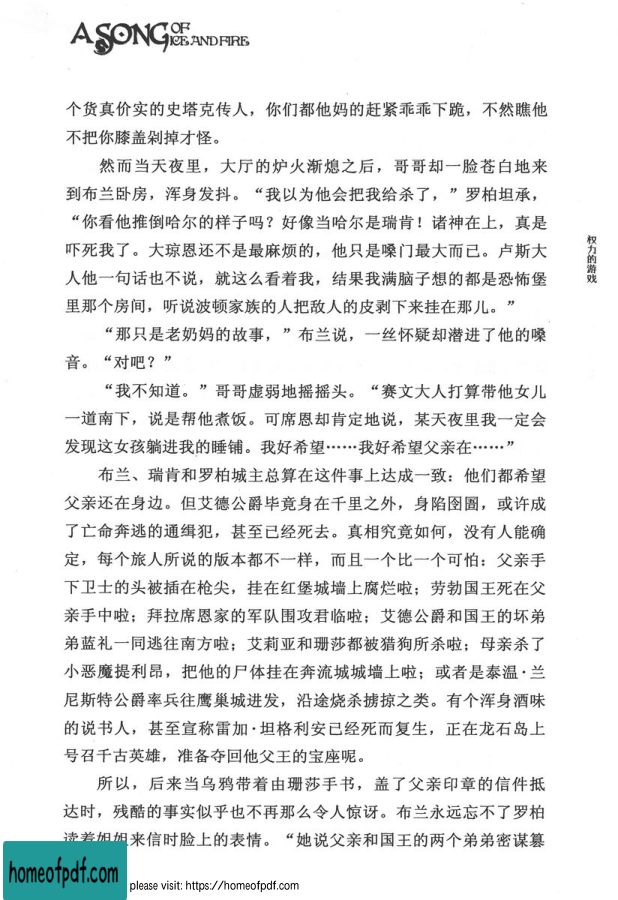 A SONG OF ICE AND FIRE
个货真价实的史塔克传人，你们都他妈的赶紧乖乖下跪，不然瞧他
不把你膝盖剁掉才怪。
然而当天夜里，大厅的炉火渐熄之后，哥哥却一脸苍白地来
到布兰卧房，浑身发抖。“我以为他会把我给杀了，”罗柏坦承，
“你看他推倒哈尔的样子吗？好像当哈尔是瑞肯！诸神在上，真是
吓死我了。大琼恩还不是最麻烦的，他只是嗓门最大而已。卢斯大
人他一句话也不说，就这么看着我，结果我满脑子想的都是恐怖堡
里那个房间，听说波顿家族的人把敌人的皮剥下来挂在那儿。”
“那只是老奶妈的故事，”布兰说，一丝怀疑却潜进了他的嗓
音。“对吧？”
“我不知道。”哥哥虚弱地摇摇头。“赛文大人打算带他女儿
一道南下，说是帮他煮饭。可席恩却肯定地说，某天夜里我一定会
发现这女孩躺进我的睡铺。我好希望……我好希望父亲在……”
布兰、瑞肯和罗柏城主总算在这件事上达成一致：他们都希望
父亲还在身边。但艾德公爵毕竟身在千里之外，身陷囹圄，或许成
了亡命奔逃的通缉犯，甚至已经死去。真相究竟如何，没有人能确
定，每个旅人所说的版本都不一样，而且一个比一个可怕：父亲手
下卫士的头被插在枪尖，挂在红堡城墙上腐烂啦；劳勃国王死在父
亲手中啦；拜拉席恩家的军队围攻君临啦；艾德公爵和国王的坏弟
弟蓝礼一同逃往南方啦；艾莉亚和珊莎都被猎狗所杀啦；母亲杀了
小恶魔提利昂，把他的尸体挂在奔流城城墙上啦；或者是泰温·兰
尼斯特公爵率兵往鹰巢城进发，沿途烧杀掳掠之类。有个浑身酒味
的说书人，甚至宣称雷加·坦格利安已经死而复生，正在龙石岛上
号召千古英雄，准备夺回他父王的宝座呢。
所以，后来当乌鸦带着由珊莎手书，盖了父亲印章的信件抵
达时，残酷的事实似乎也不再那么令人惊讶。布兰永远忘不了罗柏
读着姐姐来信时脸上的表情。“她说父亲和国王的两个弟弟密谋篡
权力的游戏
homeofpdf.com
please visit: https://homeofpdf.com